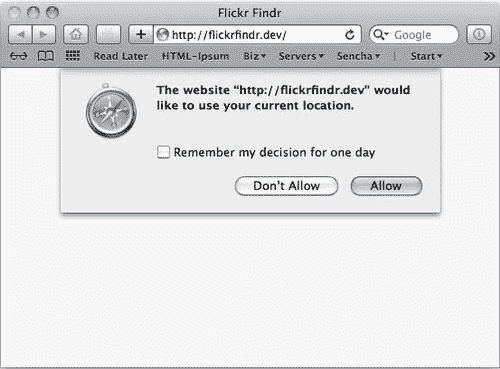 Flickr Findr
http://flickrfindr.dev/
Google
Read Later HTML-Ipsum Biz Servers Sencha Start
The website “http://flickrfindr.dev” would
like to use your current location.
Remember my decision for one day
Don't Allow Allow